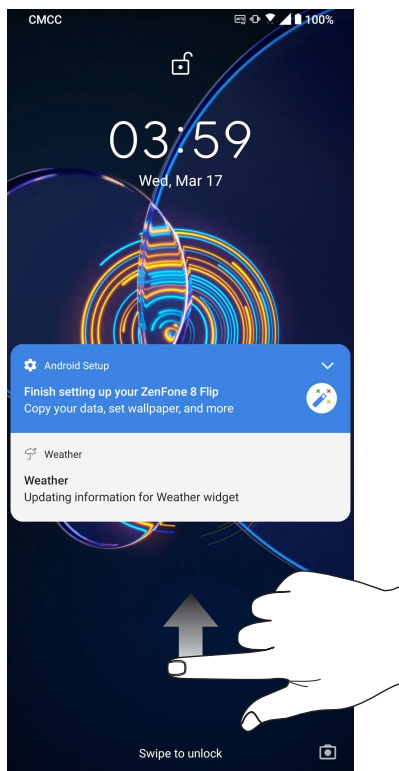 CMCC 100%
03:59
Wed, Mar 17
Android Setup
Finish setting up your ZenFone 8 Flip
Copy your data, set wallpaper, and more
Weather
Weather
Updating information for Weather widget
Swipe to unlock